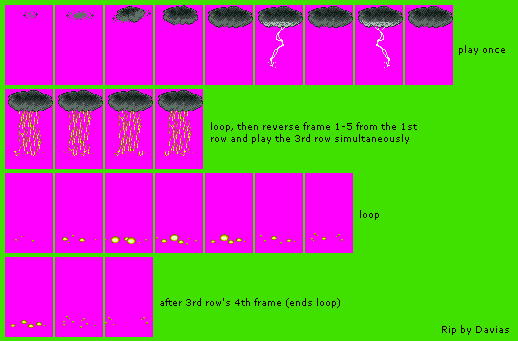 play once
loop, then reverse frame 1-5 from the 1st
row and play the 3rd row simultaneously
loop
after 3rd row's 4th frame (ends loop)
Rip by Davias